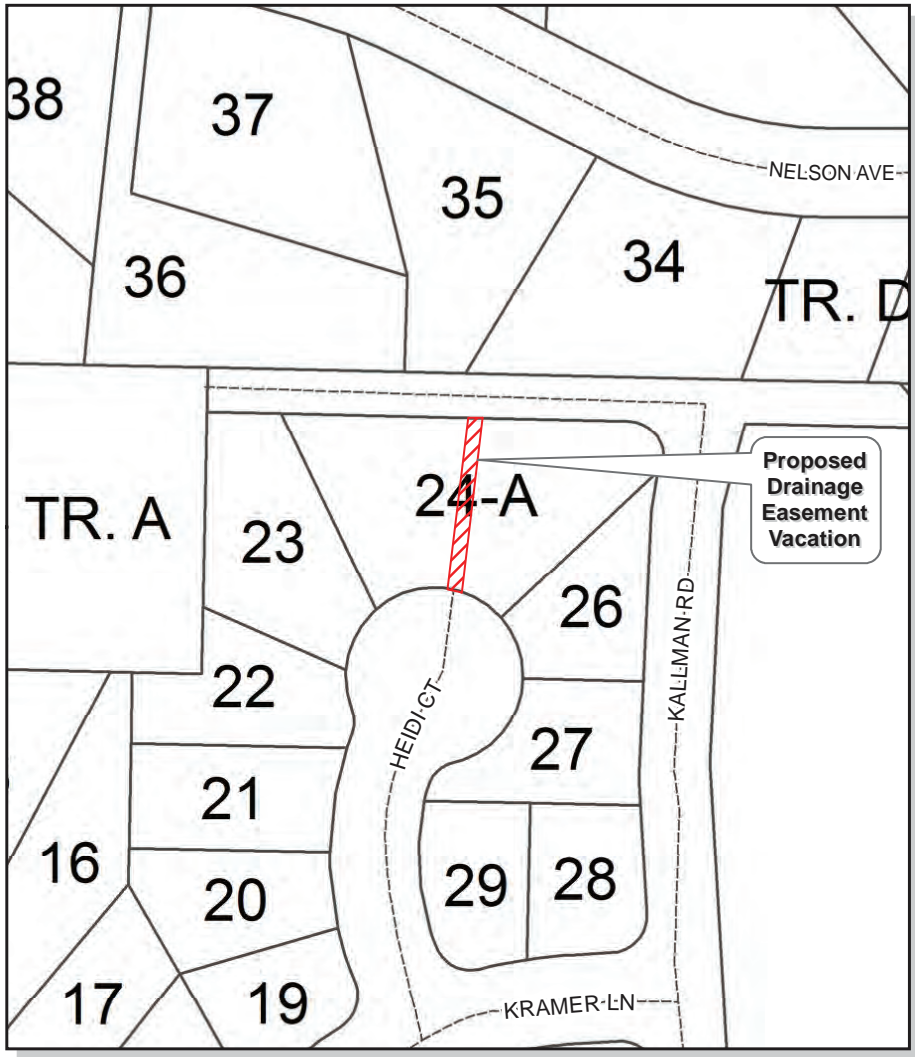 38
37
NELSON AVE
35
34
36
TR. D
Proposed
Drainage
Easement
Vacation
24-A
TR. A
23
26
KALLMAN RD
22
HEIDI CT
27
21
16
29
28
20
17
19
KRAMER LN